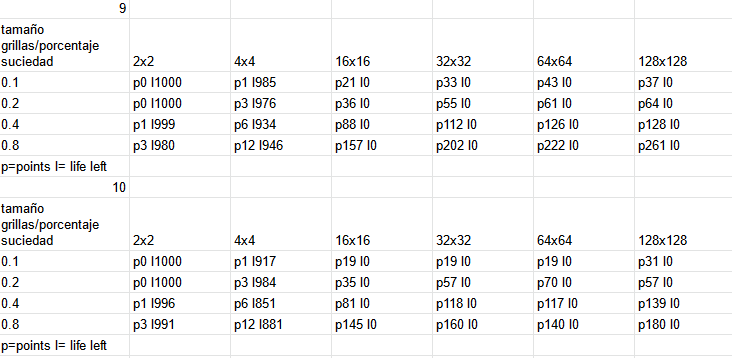 9
tamaño
grillas/porcentaje
suciedad 2x2 4x4 16x16 32x32 64x64 128x128
0.1 p0 l1000 p1 l985 p21 l0 p33 l0 p43 l0 p37 l0
0.2 p0 l1000 p3 l976 p36 l0 p55 l0 p61 l0 p64 l0
0.4 p1 l999 p6 l934 p88 l0 p112 l0 p126 l0 p128 l0
0.8 p3 l980 p12 l946 p157 l0 p202 l0 p222 l0 p261 l0
p=points l= life left
10
tamaño
grillas/porcentaje
suciedad 2x2 4x4 16x16 32x32 64x64 128x128
0.1 p0 l1000 p1 l917 p19 l0 p19 l0 p19 l0 p31 l0
0.2 p0 l1000 p3 l984 p35 l0 p57 l0 p70 l0 p57 l0
0.4 p1 l996 p6 l851 p81 l0 p118 l0 p117 l0 p139 l0
0.8 p3 l991 p12 l881 p145 l0 p160 l0 p140 l0 p180 l0
p=points l= life left